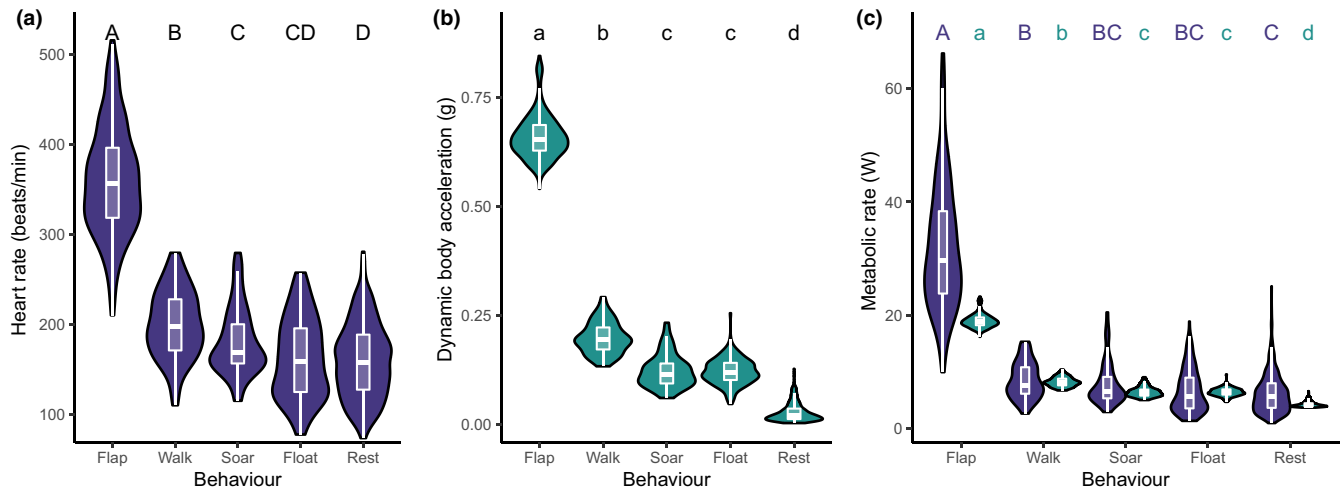 (a)
A B C CD D
500
400
300
200
100
Heart rate (beats/min)
Flap Walk Soar Float Rest
Behaviour
(b)
a b c c d
0.75
0.50
0.25
0.00
Dynamic body acceleration (g)
Flap Walk Soar Float Rest
Behaviour
(c)
A a B b BC c BC c C d
60
40
20
0
Metabolic rate (W)
Flap Walk Soar Float Rest
Behaviour